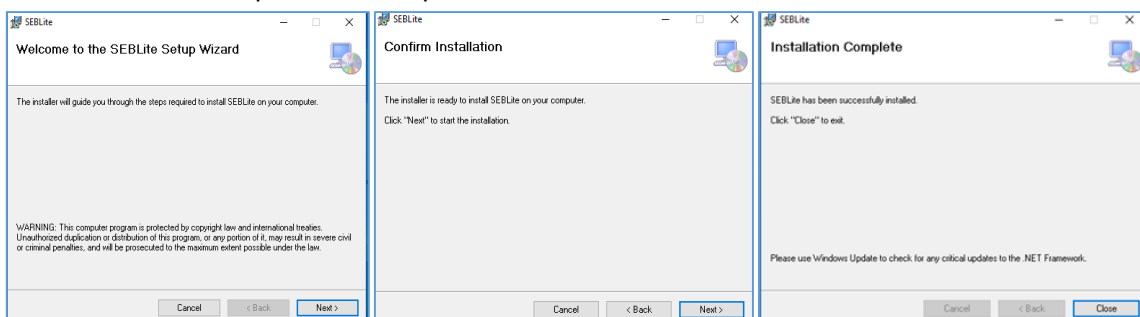 SEBLite
Welcome to the SEBLite Setup Wizard
The installer will guide you through the steps required to install SEBLite on your computer.
WARNING: This computer program is protected by copyright law and international treaties.
Unauthorized duplication or distribution of this program, or any portion of it, may result in severe civil
or criminal penalties, and will be prosecuted to the maximum extent possible under the law.
Cancel
< Back
Next >
SEBLite
Confirm Installation
The installer is ready to install SEBLite on your computer.
Click "Next" to start the installation.
Cancel
< Back
Next >
SEBLite
Installation Complete
SEBLite has been successfully installed.
Click "Close" to exit.
Please use Windows Update to check for any critical updates to the .NET Framework.
Cancel
< Back
Close